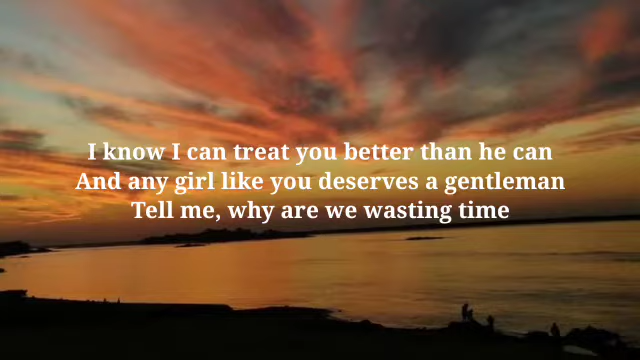 I know I can treat you better than he can
And any girl like you deserves a gentleman
Tell me, why are we wasting time